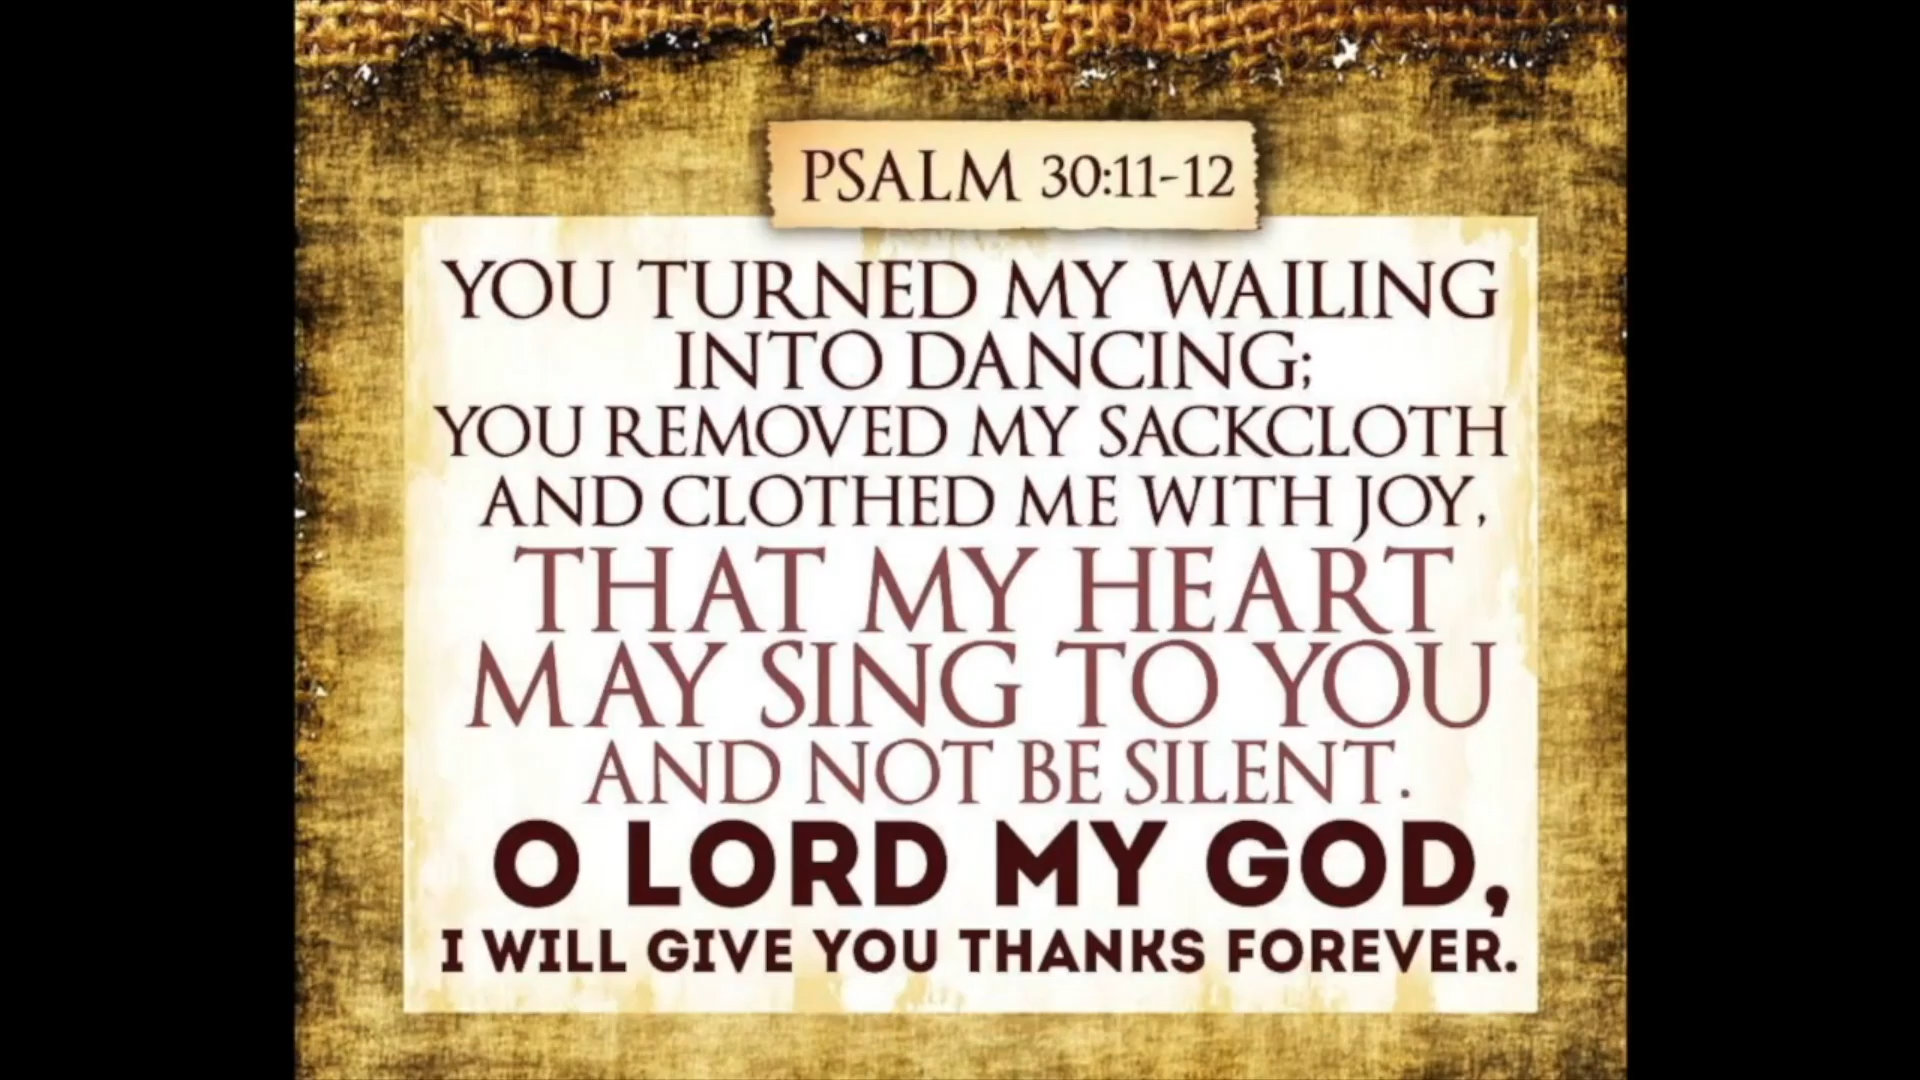 PSALM 30:11-12
YOU TURNED MY WAILING
INTO DANCING;
YOU REMOVED MY SACKCLOTH
AND CLOTHED ME WITH JOY,
THAT MY HEART
MAY SING TO YOU
AND NOT BE SILENT.
O LORD MY GOD,
I WILL GIVE YOU THANKS FOREVER.